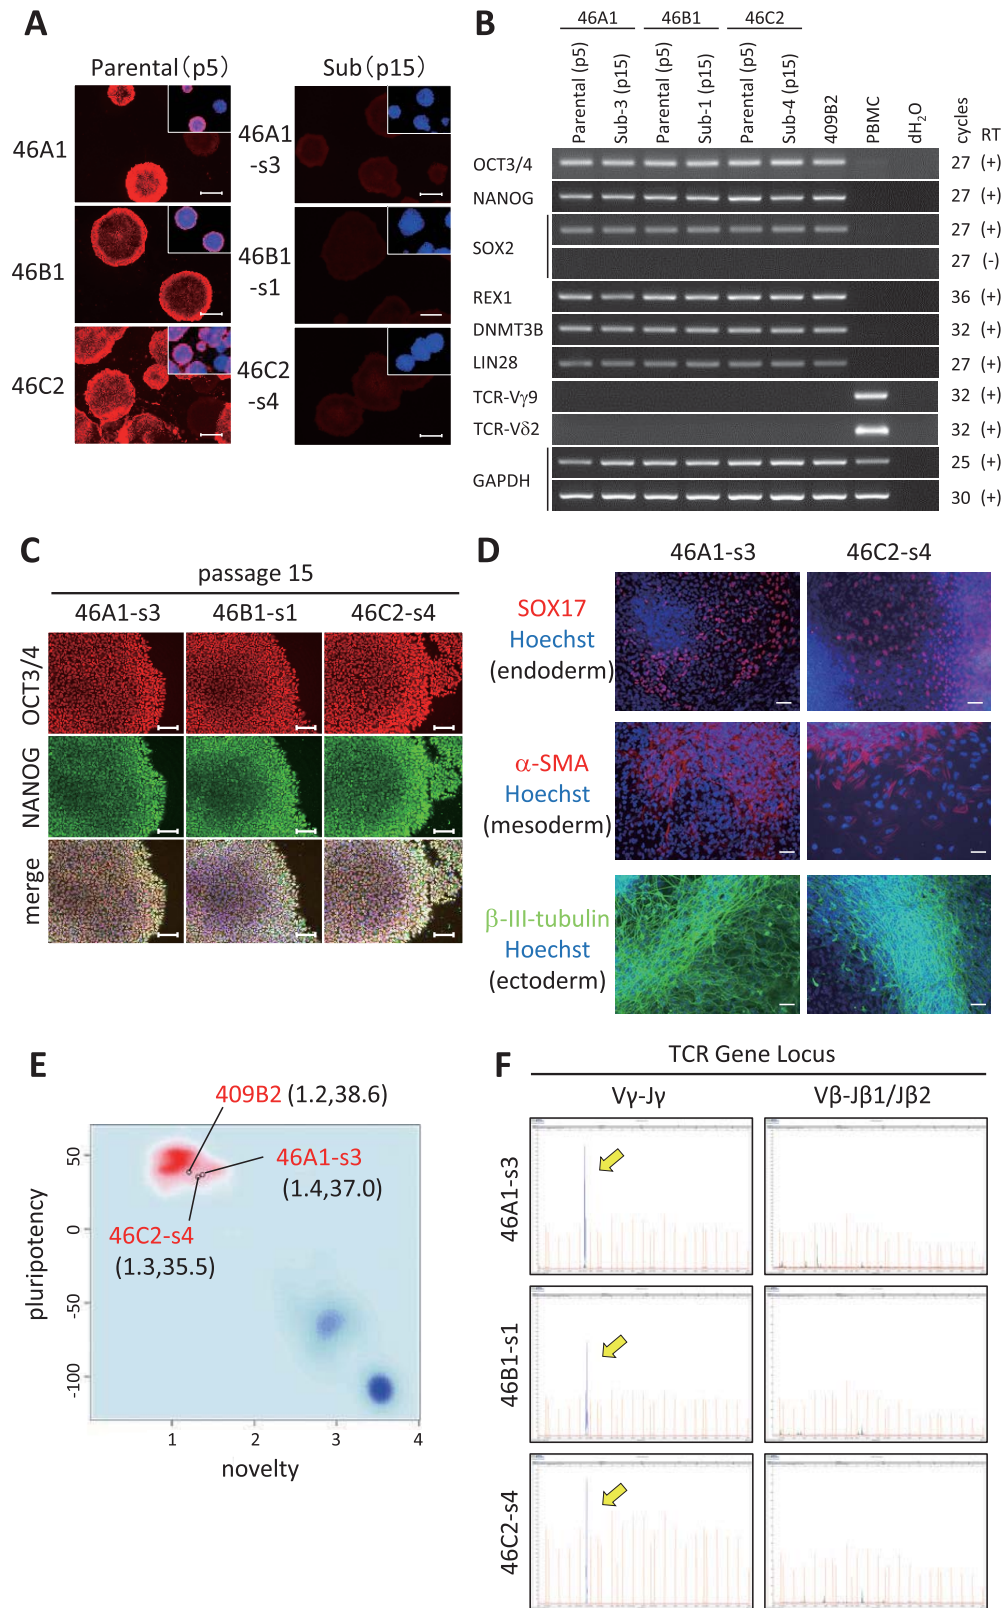 A
Parental(p5)
Sub(p15)
46A1
46A1
-s3
46B1
46B1
-s1
46C2
46C2
-s4
B
46A1
46B1
46C2
Parental (p5)
Sub-3 (p15)
Parental (p5)
Sub-1 (p15)
Parental (p5)
Sub-4 (p15)
409B2
PBMC
dH2O
cycles
RT
OCT3/4
27 (+)
NANOG
27 (+)
SOX2
27 (+)
27 (-)
REX1
36 (+)
DNMT3B
32 (+)
LIN28
27 (+)
TCR-Vγ9
32 (+)
TCR-Vδ2
32 (+)
GAPDH
25 (+)
30 (+)
C
passage 15
46A1-s3
46B1-s1
46C2-s4
OCT3/4
NANOG
merge
D
46A1-s3
46C2-s4
SOX17
Hoechst
(endoderm)
α-SMA
Hoechst
(mesoderm)
β-III-tubulin
Hoechst
(ectoderm)
E
409B2 (1.2,38.6)
46A1-s3
(1.4,37.0)
46C2-s4
(1.3,35.5)
pluripotency
50
0
-50
-100
1
2
3
4
novelty
F
TCR Gene Locus
Vγ-Jγ
Vβ-Jβ1/Jβ2
46A1-s3
46B1-s1
46C2-s4